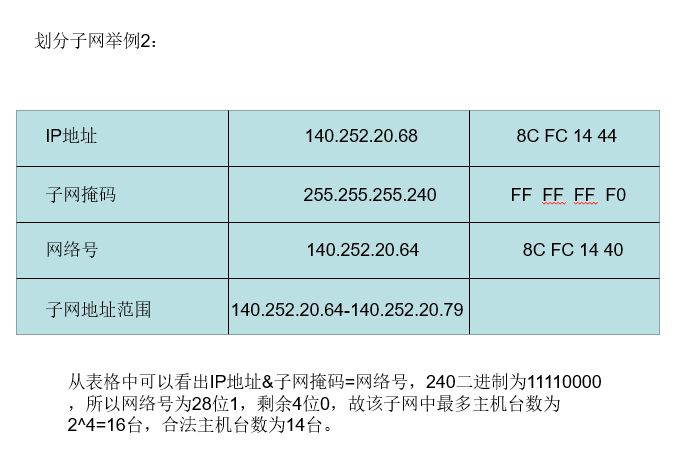 划分子网举例2：
IP地址 140.252.20.68 8C FC 14 44
子网掩码 255.255.255.240 FF FF FF F0
网络号 140.252.20.64 8C FC 14 40
子网地址范围 140.252.20.64-140.252.20.79
从表格中可以看出IP地址&子网掩码=网络号，240二进制为11110000
，所以网络号为28位1，剩余4位0，故该子网中最多主机台数为
2^4=16台，合法主机台数为14台。